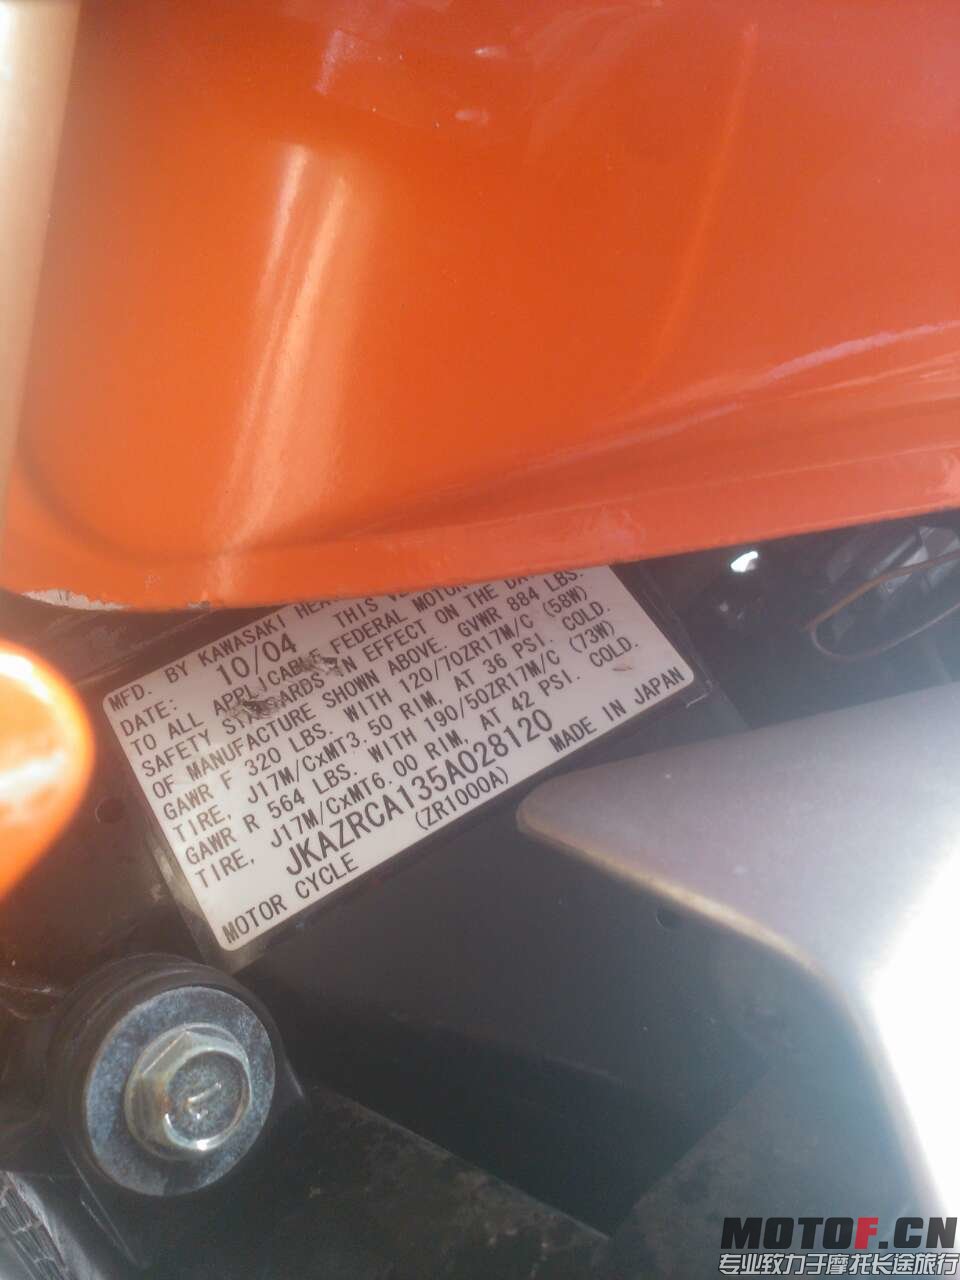 MFD. BY KAWASAKI
DATE: 10/04 THIS
TO ALL APPLICABLE FEDERAL MOTOR
SAFETY STANDARDS IN EFFECT ON THE
OF MANUFACTURE SHOWN ABOVE. GVWR 884 LBS.
GAWR F 320 LBS. WITH 120/70ZR17M/C (58W)
TIRE, J17M/CxMT3.50 RIM, AT 36 PSI. COLD.
GAWR R 564 LBS. WITH 190/50ZR17M/C (73W)
TIRE, J17M/CxMT6.00 RIM, AT 42 PSI. COLD.
JKAZRCA135A028120
MOTOR CYCLE (ZR1000A) MADE IN JAPAN
MOTOF.CN
专业致力于摩托长途旅行